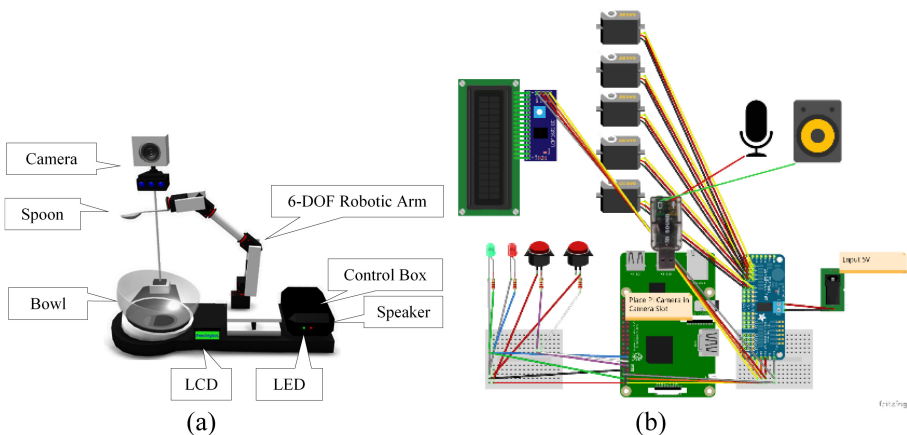 Camera
Spoon
6-DOF Robotic Arm
Control Box
Bowl
Speaker
LCD
LED
(a)
Input 5V
Place Pi Camera in
Camera Slot
fritzing
(b)